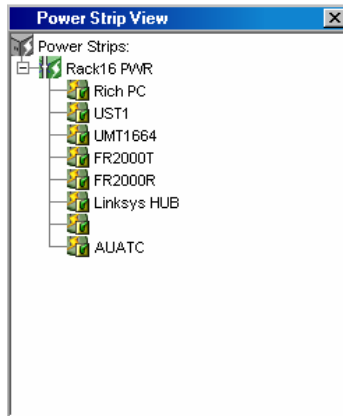 Power Strip View
Power Strips:
Rack16 PWR
Rich PC
UST1
UMT1664
FR2000T
FR2000R
Linksys HUB
AUATC